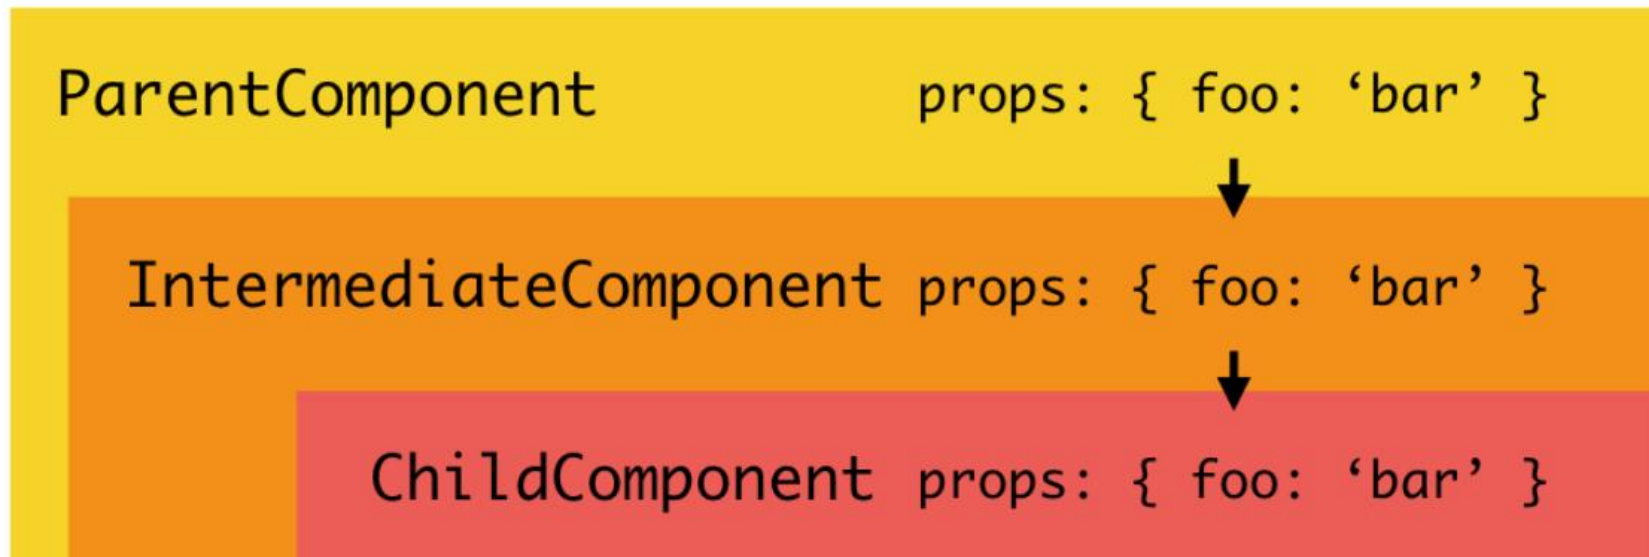 ParentComponent props: { foo: ‘bar’ }
IntermediateComponent props: { foo: ‘bar’ }
ChildComponent props: { foo: ‘bar’ }